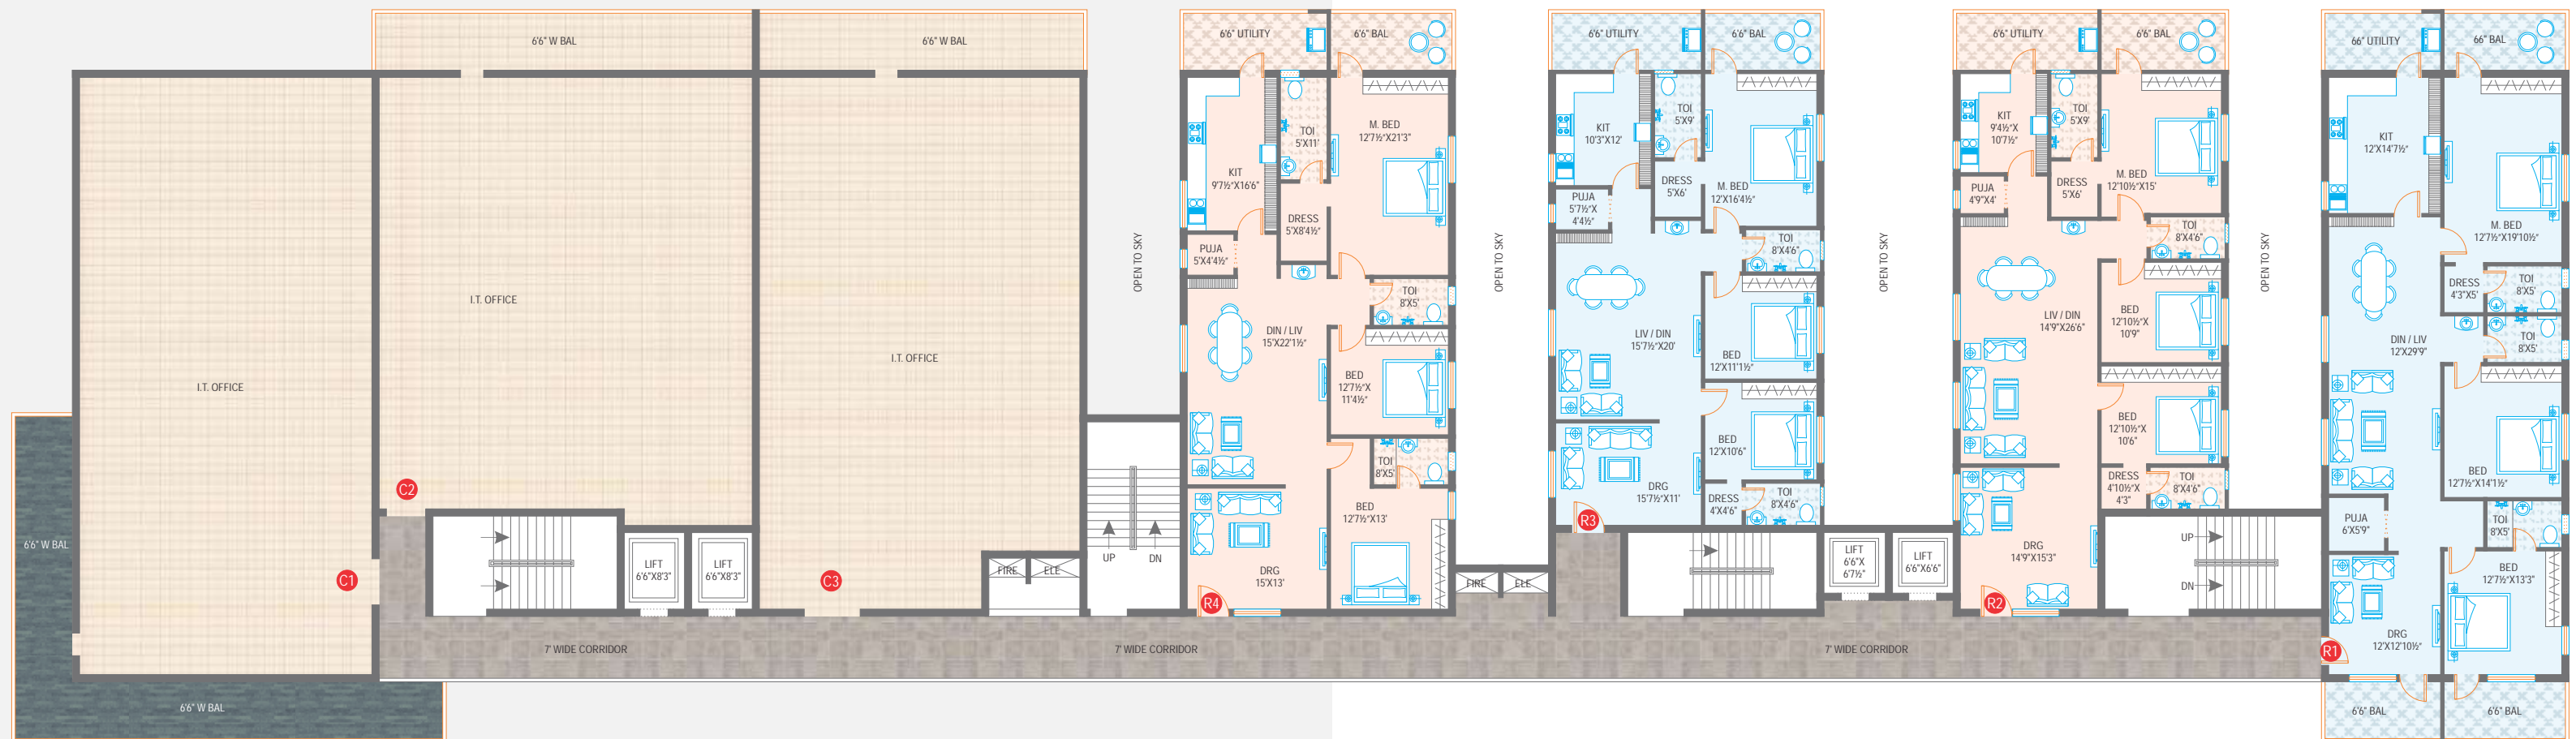 6'6" W BAL
6'6" W BAL
I.T. OFFICE
I.T. OFFICE
I.T. OFFICE
6'6" W BAL
6'6" W BAL
C1
C2
C3
LIFT
6'6"X8'3"
LIFT
6'6"X8'3"
FIRE
ELE
UP
DN
7' WIDE CORRIDOR
7' WIDE CORRIDOR
7' WIDE CORRIDOR
OPEN TO SKY
6'6" UTILITY
6'6" BAL
KIT
9'7½"X16'6"
TOI
5'X11'
M. BED
12'7½"X21'3"
DRESS
5'X8'4½"
PUJA
5'X4'4½"
TOI
8'X5'
DIN / LIV
15'X22'1½"
BED
12'7½"X
11'4½"
TOI
8'X5'
BED
12'7½"X13'
DRG
15'X13'
R4
FIRE
ELE
OPEN TO SKY
6'6" UTILITY
6'6" BAL
KIT
10'3"X12'
TOI
5'X9'
DRESS
5'X6'
M. BED
12'X16'4½"
PUJA
5'7½"X
4'4½"
TOI
8'X4'6"
LIV / DIN
15'7½"X20'
BED
12'X11'1½"
BED
12'X10'6"
DRG
15'7½"X11'
DRESS
4'X4'6"
TOI
8'X4'6"
R3
LIFT
6'6"X
6'7½"
LIFT
6'6"X6'6"
OPEN TO SKY
6'6" UTILITY
6'6" BAL
KIT
9'4½"X
10'7½"
TOI
5'X9'
PUJA
4'9"X4'
DRESS
5'X6'
M. BED
12'10½"X15'
TOI
8'X4'6"
LIV / DIN
14'9"X26'6"
BED
12'10½"X
10'9"
BED
12'10½"X
10'6"
DRESS
4'10½"X
4'3"
TOI
8'X4'6"
DRG
14'9"X15'3"
R2
UP
DN
OPEN TO SKY
66" UTILITY
66" BAL
KIT
12'X14'7½"
M. BED
12'7½"X19'10½"
DRESS
4'3"X5'
TOI
8'X5'
TOI
8'X5'
DIN / LIV
12'X29'9"
BED
12'7½"X14'1½"
PUJA
6'X5'9"
TOI
8'X5'
BED
12'7½"X13'3"
DRG
12'X12'10½"
R1
6'6" BAL
6'6" BAL